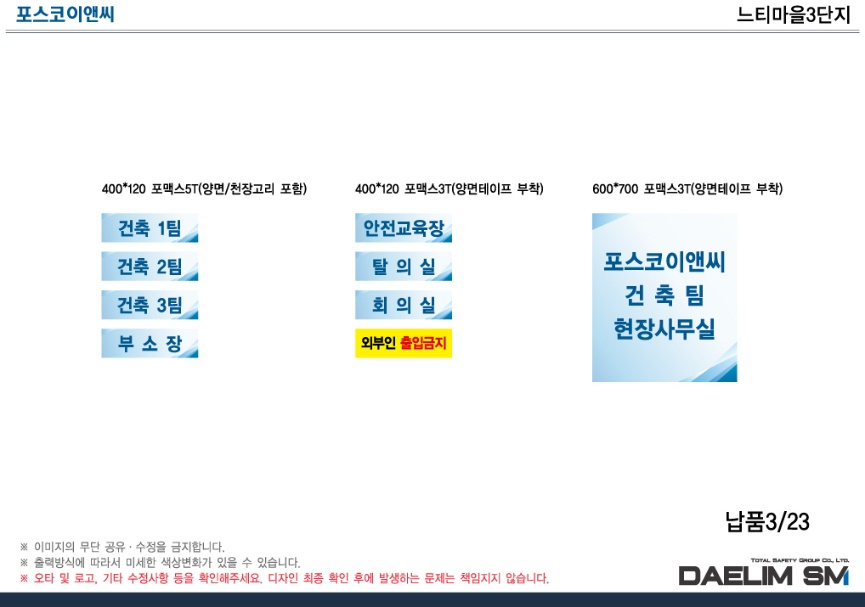 포스코이앤씨
느티마을3단지
400*120 포맥스5T(양면/천장고리 포함)
건축 1팀
건축 2팀
건축 3팀
부 소 장
400*120 포맥스3T(양면테이프 부착)
안전교육장
탈 의 실
회 의 실
외부인 출입금지
600*700 포맥스3T(양면테이프 부착)
포스코이앤씨
건 축 팀
현장사무실
납품3/23
※ 이미지의 무단 공유 · 수정을 금지합니다.
※ 출력방식에 따라서 미세한 색상변화가 있을 수 있습니다.
※ 오타 및 로고, 기타 수정사항 등을 확인해주세요. 디자인 최종 확인 후에 발생하는 문제는 책임지지 않습니다.
TOTAL SAFETY GROUP CO., LTD.
DAELIM SM